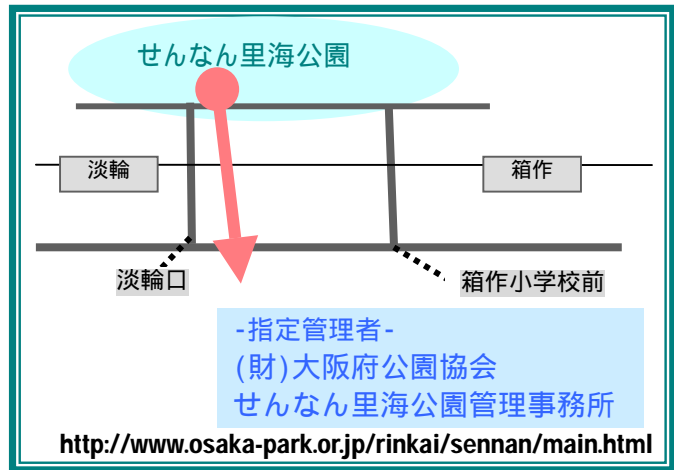 せんなん里海公園
淡輪
箱作
淡輪口
箱作小学校前
-指定管理者-
(財)大阪府公園協会
せんなん里海公園管理事務所
http://www.osaka-park.or.jp/rinkai/sennan/main.html